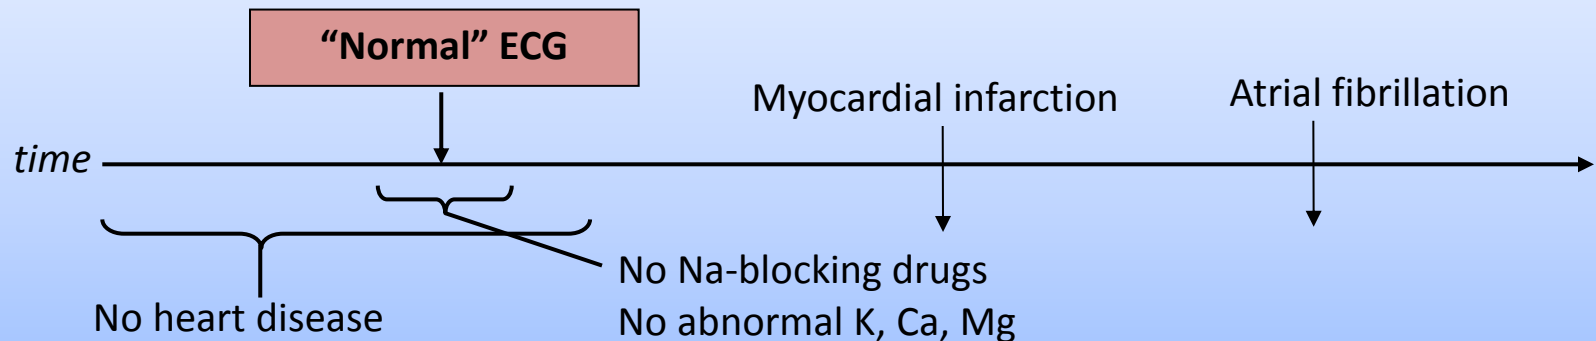 “Normal” ECG
Myocardial infarction
Atrial fibrillation
time
No Na-blocking drugs
No heart disease
No abnormal K, Ca, Mg